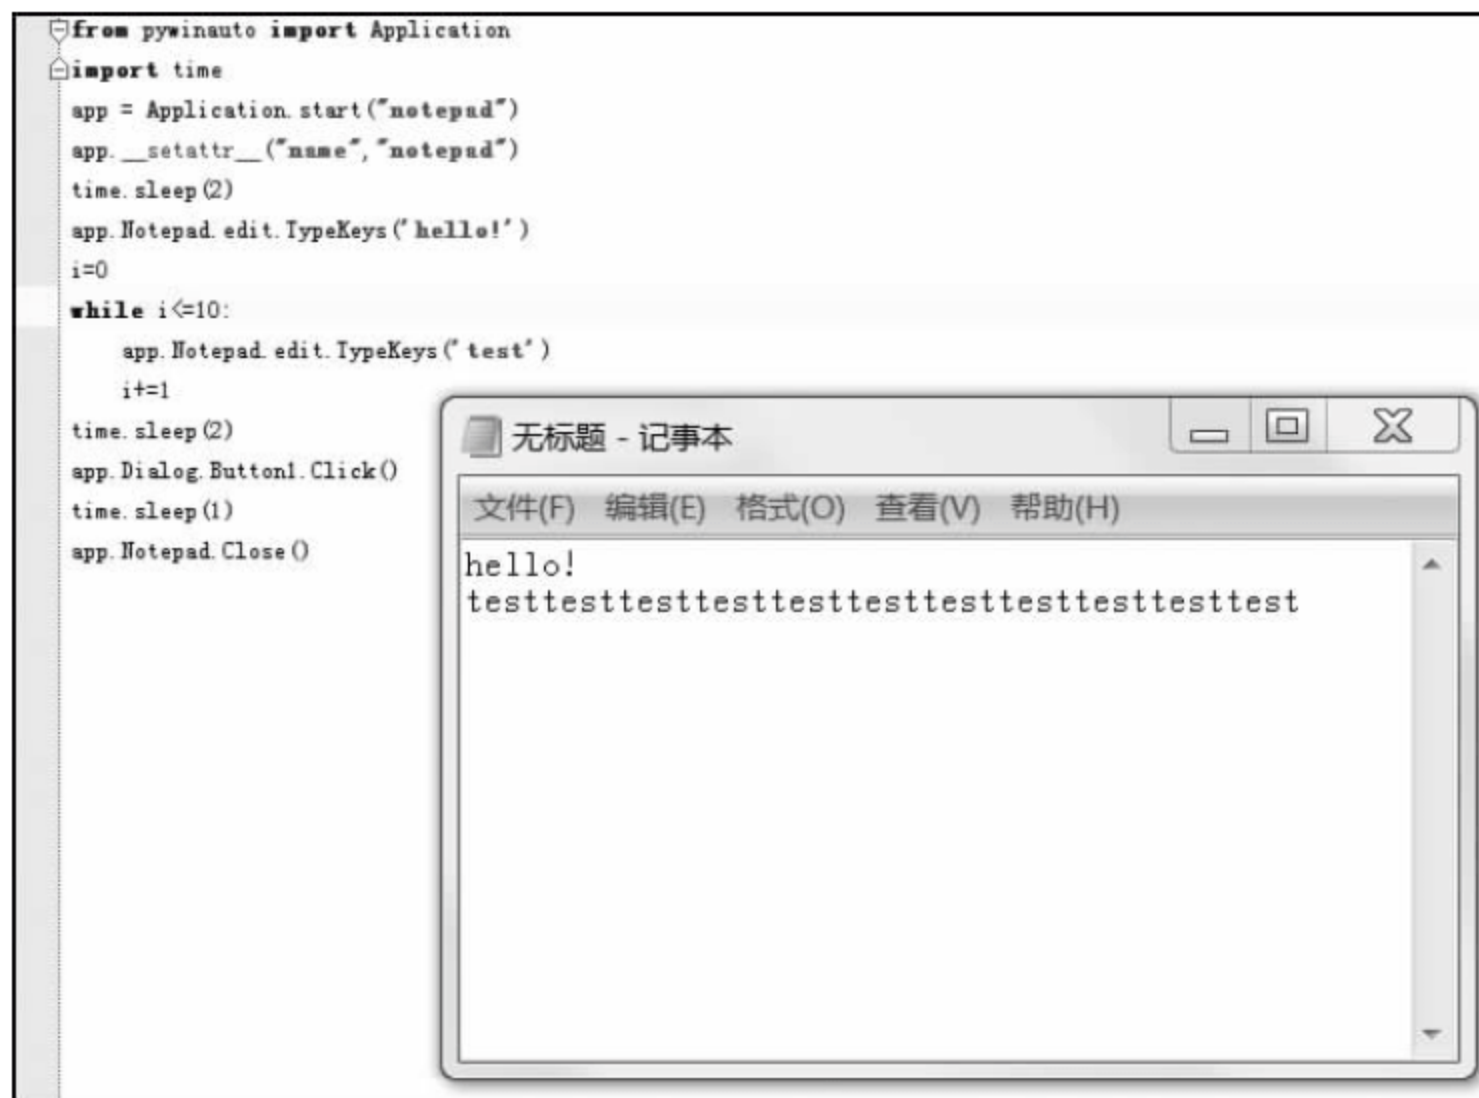 from pywinauto import Application
import time
app = Application.start("notepad")
app.__setattr__("name","notepad")
time.sleep(2)
app.Notepad.edit.TypeKeys('hello!')
i=0
while i<=10:
    app.Notepad.edit.TypeKeys('test')
    i+=1
time.sleep(2)
app.Dialog.Button1.Click()
time.sleep(1)
app.Notepad.Close()
无标题 - 记事本
文件(F) 编辑(E) 格式(O) 查看(V) 帮助(H)
hello!
testtesttesttesttesttesttesttesttesttesttest